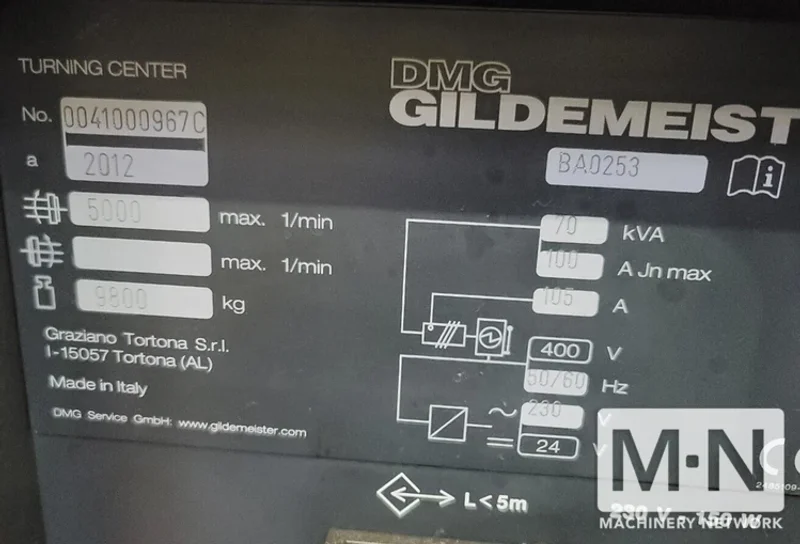 TURNING CENTER
No. 0041000967C
a 2012
5000 max. 1/min
max. 1/min
9800 kg
Graziano Tortona S.r.l.
I-15057 Tortona (AL)
Made in Italy
DMG Service GmbH: www.gildemeister.com
DMG
GILDEMEIST
BA0253
i
70 kVA
100 A Jn max
105 A
400 V
50/60 Hz
~ 230 V
= 24 V
L<5m
M·N
MACHINERY NETWORK
230 V - 150 W